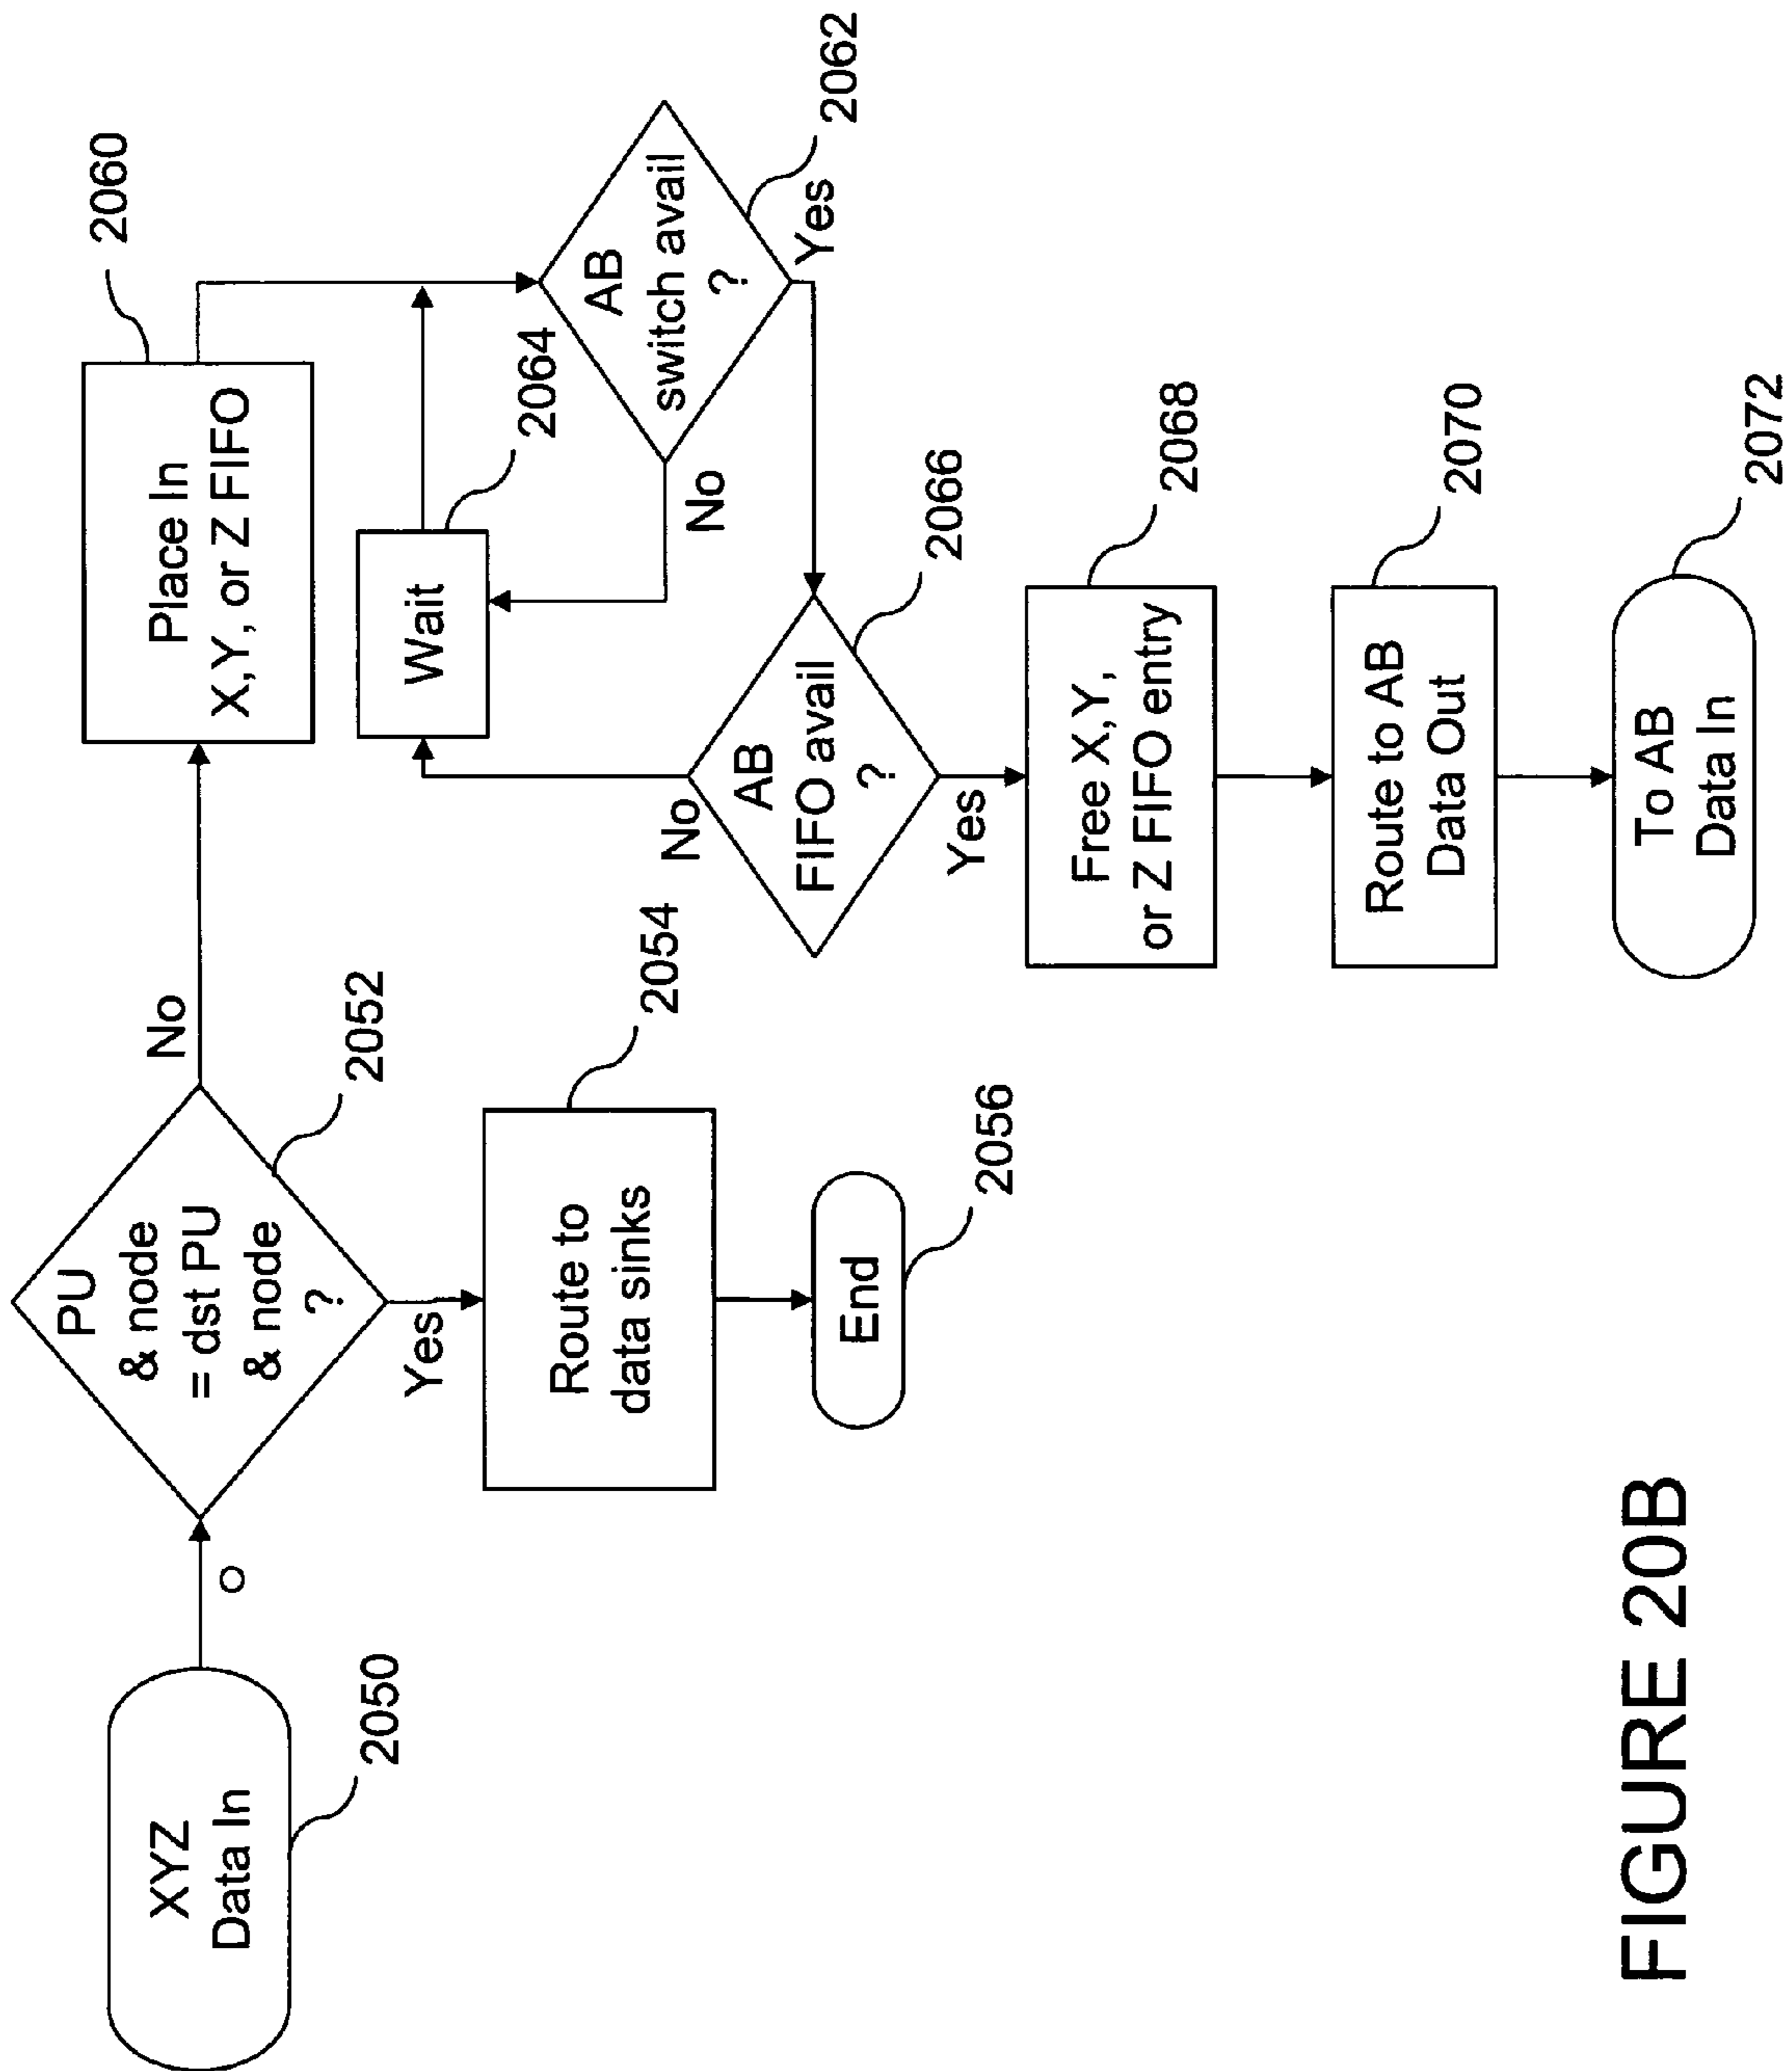 XYZ
Data In
2050
PU
& node
= dst PU
& node
?
2052
No
Yes
Route to
data sinks
2054
End
2056
Place In
X,Y, or Z FIFO
2060
AB
switch avail
?
2062
No
Yes
Wait
2064
AB
FIFO avail
?
2066
No
Yes
Free X,Y,
or Z FIFO entry
2068
Route to AB
Data Out
2070
To AB
Data In
2072
FIGURE 20B